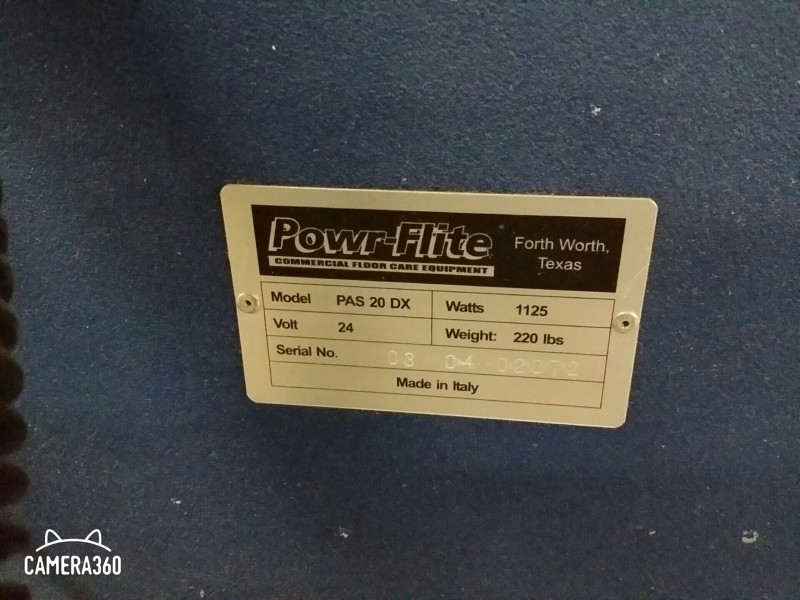 Powr-Flite
COMMERCIAL FLOOR CARE EQUIPMENT
Forth Worth,
Texas
Model PAS 20 DX Watts 1125
Volt 24 Weight: 220 lbs
Serial No. 03 04 02072
Made in Italy
CAMERA360